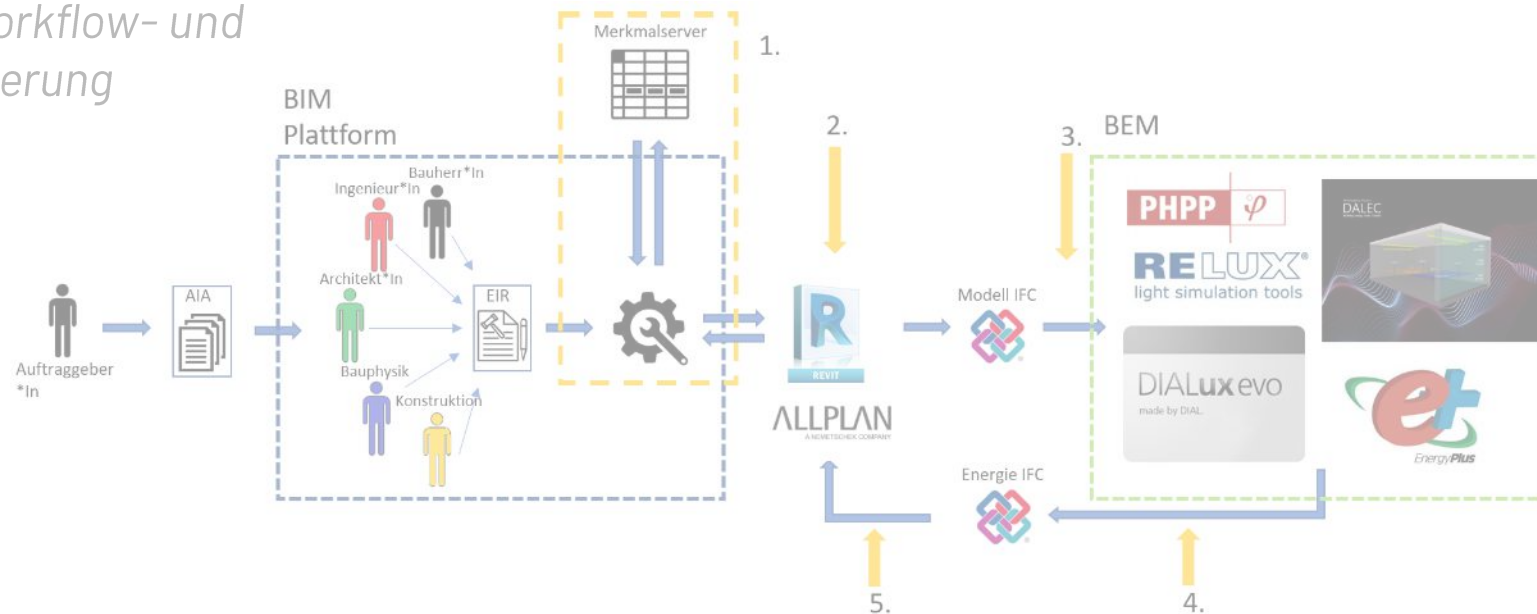 orkflow- und
erung
Merkmalserver
1.
BIM
Plattform
2.
3.
BEM
Bauherr*In
Ingenieur*In
Architekt*In
Bauphysik
Konstruktion
AIA
EIR
Auftraggeber
*In
R
REVIT
ALLPLAN
A NEMETSCHEK COMPANY
Modell IFC
Energie IFC
PHPP φ
RELUX®
light simulation tools
DALEC
DIALux evo
made by DIAL.
e+
EnergyPlus
5.
4.